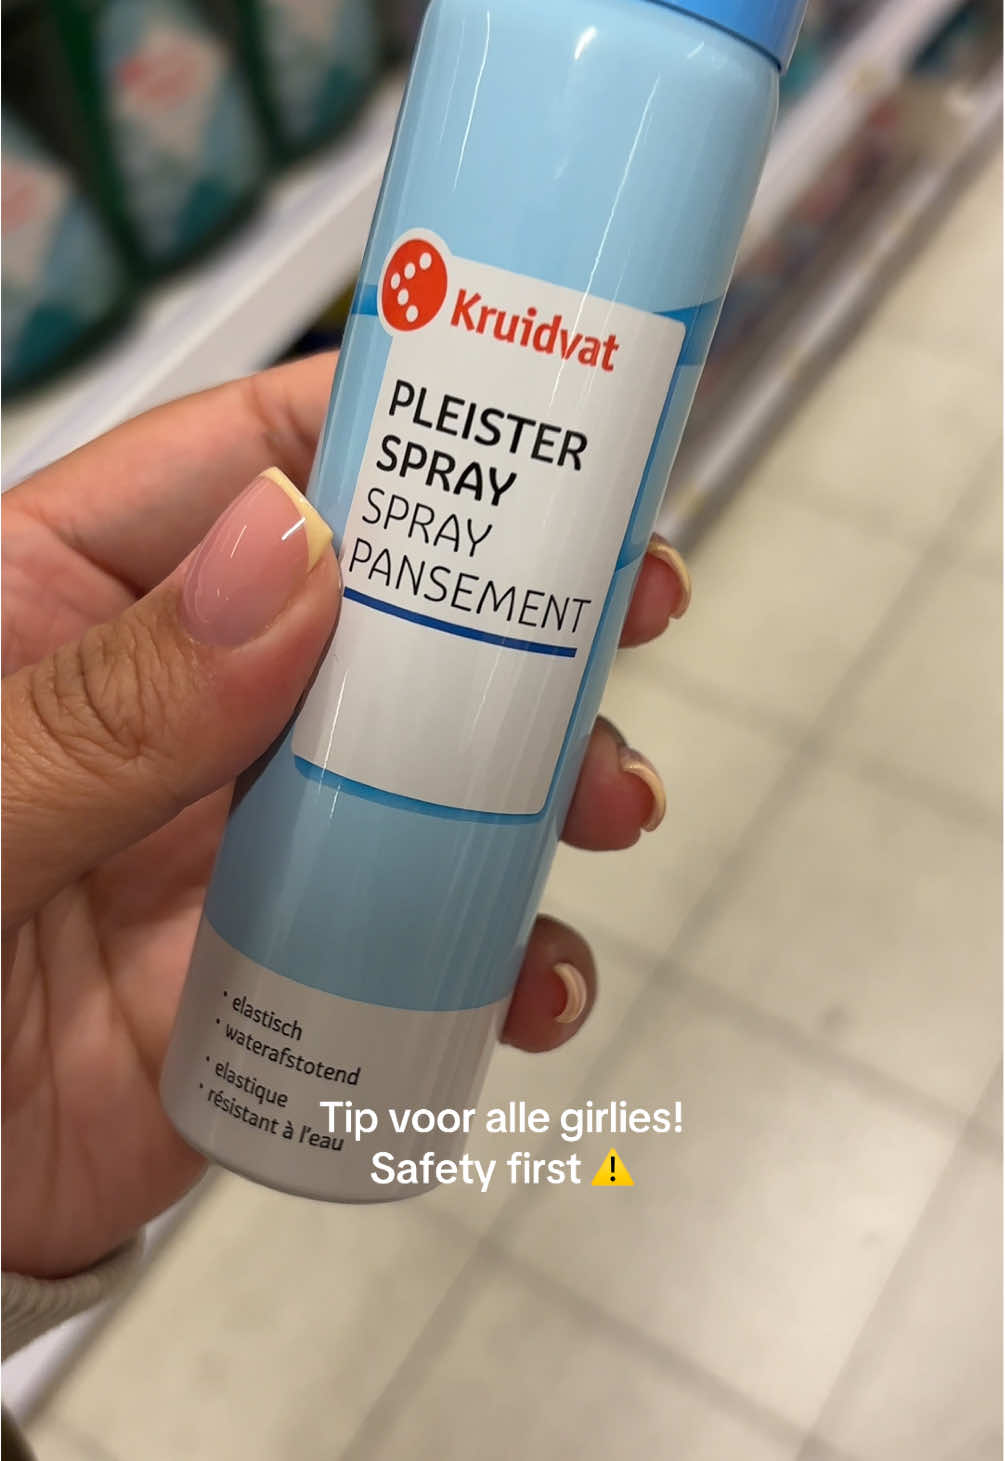 Kruidvat
PLEISTER
SPRAY
SPRAY
PANSEMENT
• elastisch
• waterafstotend
• elastique
• résistant à l'eau
Tip voor alle girlies!
Safety first ⚠️